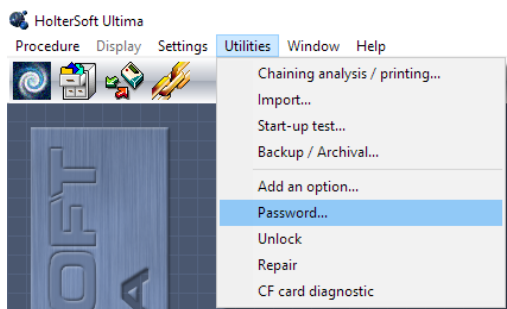 HolterSoft Ultima
Procedure Display Settings Utilities Window Help
Chaining analysis / printing...
Import...
Start-up test...
Backup / Archival...
Add an option...
Password...
Unlock
Repair
CF card diagnostic
OFT
A